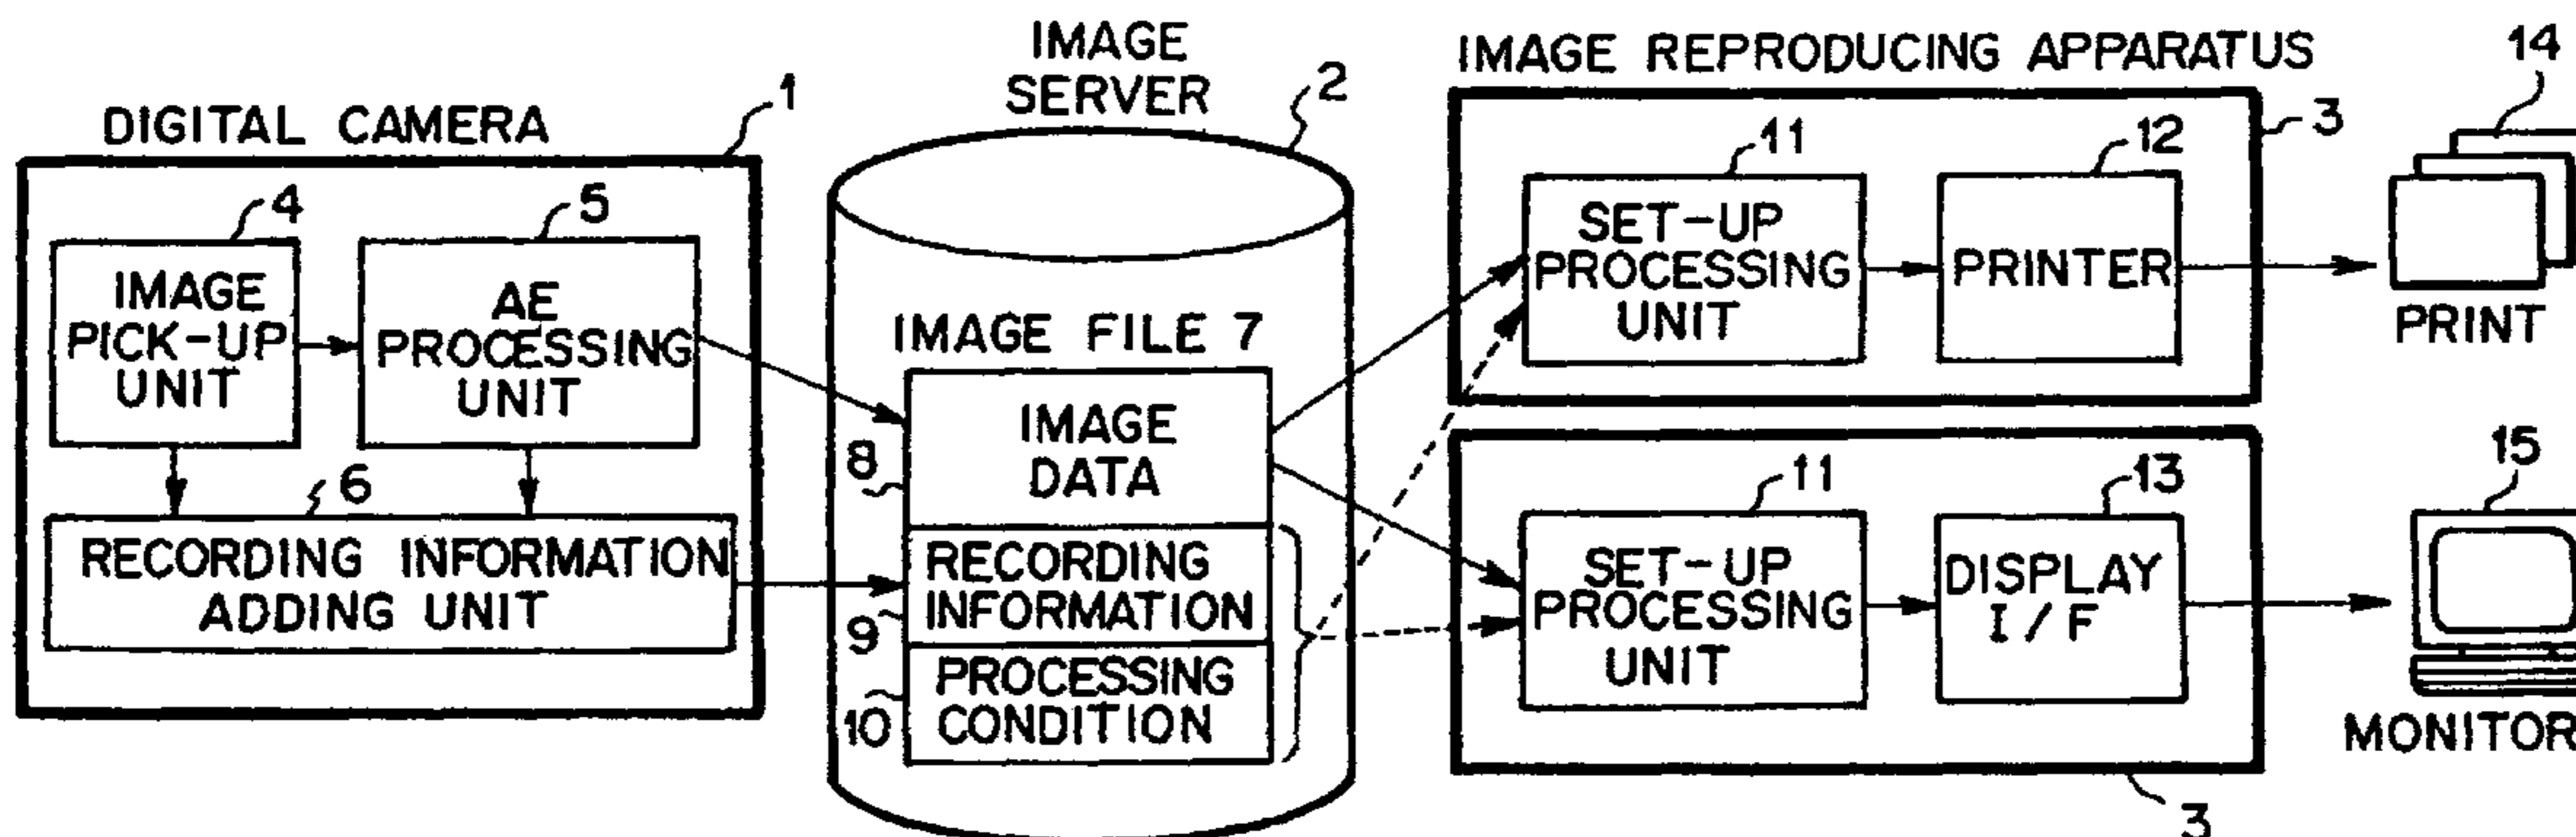 DIGITAL CAMERA
1
4
IMAGE
PICK-UP
UNIT
5
AE
PROCESSING
UNIT
6
RECORDING INFORMATION
ADDING UNIT
IMAGE
SERVER
2
IMAGE FILE 7
IMAGE
DATA
8
RECORDING
INFORMATION
9
PROCESSING
CONDITION
10
IMAGE REPRODUCING APPARATUS
3
11
SET-UP
PROCESSING
UNIT
12
PRINTER
14
PRINT
11
SET-UP
PROCESSING
UNIT
13
DISPLAY
I/F
15
MONITOR
3